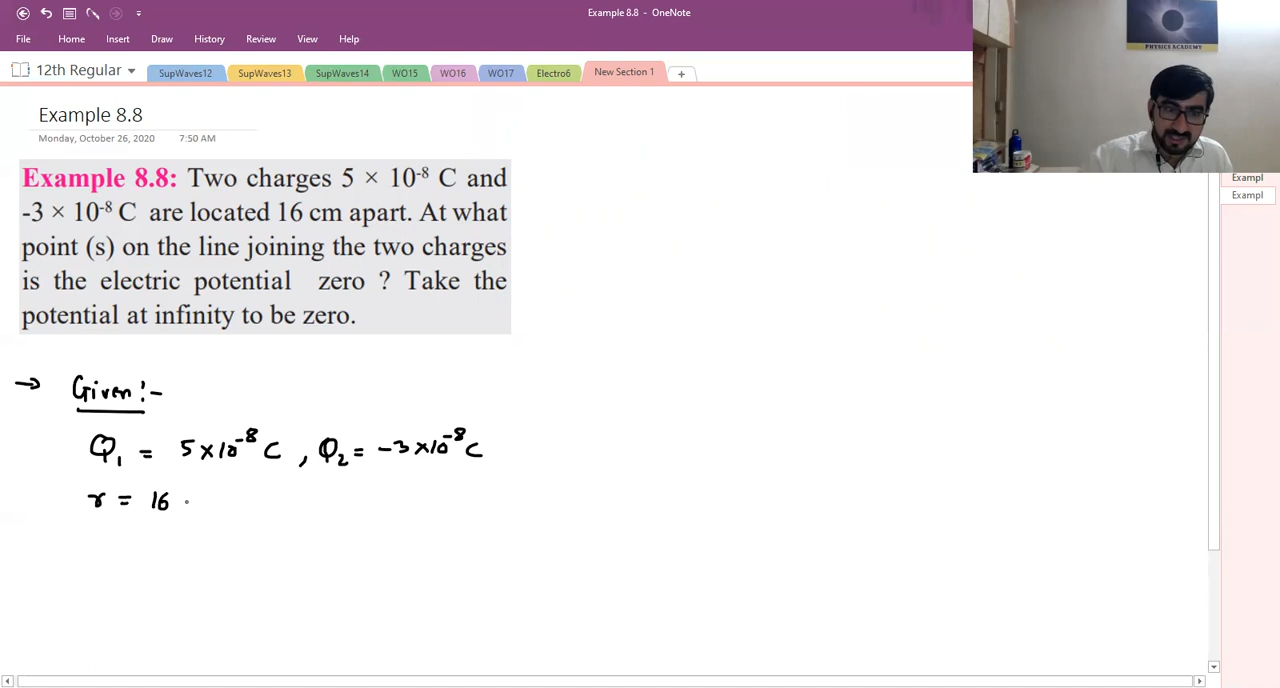 Example 8.8 - OneNote
File Home Insert Draw History Review View Help
12th Regular SupWaves12 SupWaves13 SupWaves14 WO15 WO16 WO17 Electro6 New Section 1 +
PHYSICS ACADEMY
Exampl
Exampl
Example 8.8
Monday, October 26, 2020 7:50 AM
Example 8.8: Two charges 5 × 10⁻⁸ C and
-3 × 10⁻⁸ C are located 16 cm apart. At what
point (s) on the line joining the two charges
is the electric potential zero ? Take the
potential at infinity to be zero.
→ Given:-
Q₁ = 5×10⁻⁸ C , Q₂ = -3×10⁻⁸ C
r = 16